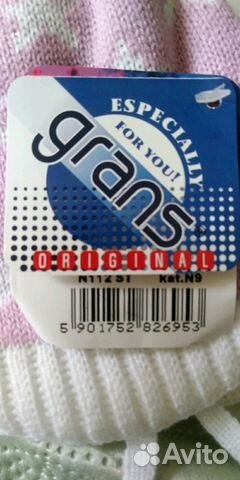 ESPECIALLY
FOR YOU!
grans
ORIGINAL
N112 ST kat.N9
5 901752 826953
Avito